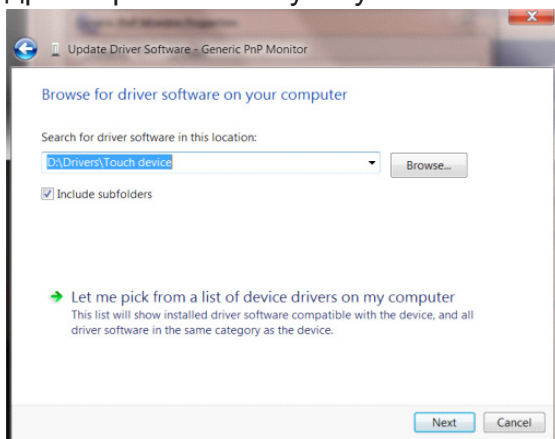 Update Driver Software - Generic PnP Monitor
Browse for driver software on your computer
Search for driver software in this location:
D:\Drivers\Touch device
Browse...
Include subfolders
Let me pick from a list of device drivers on my computer
This list will show installed driver software compatible with the device, and all
driver software in the same category as the device.
Next
Cancel